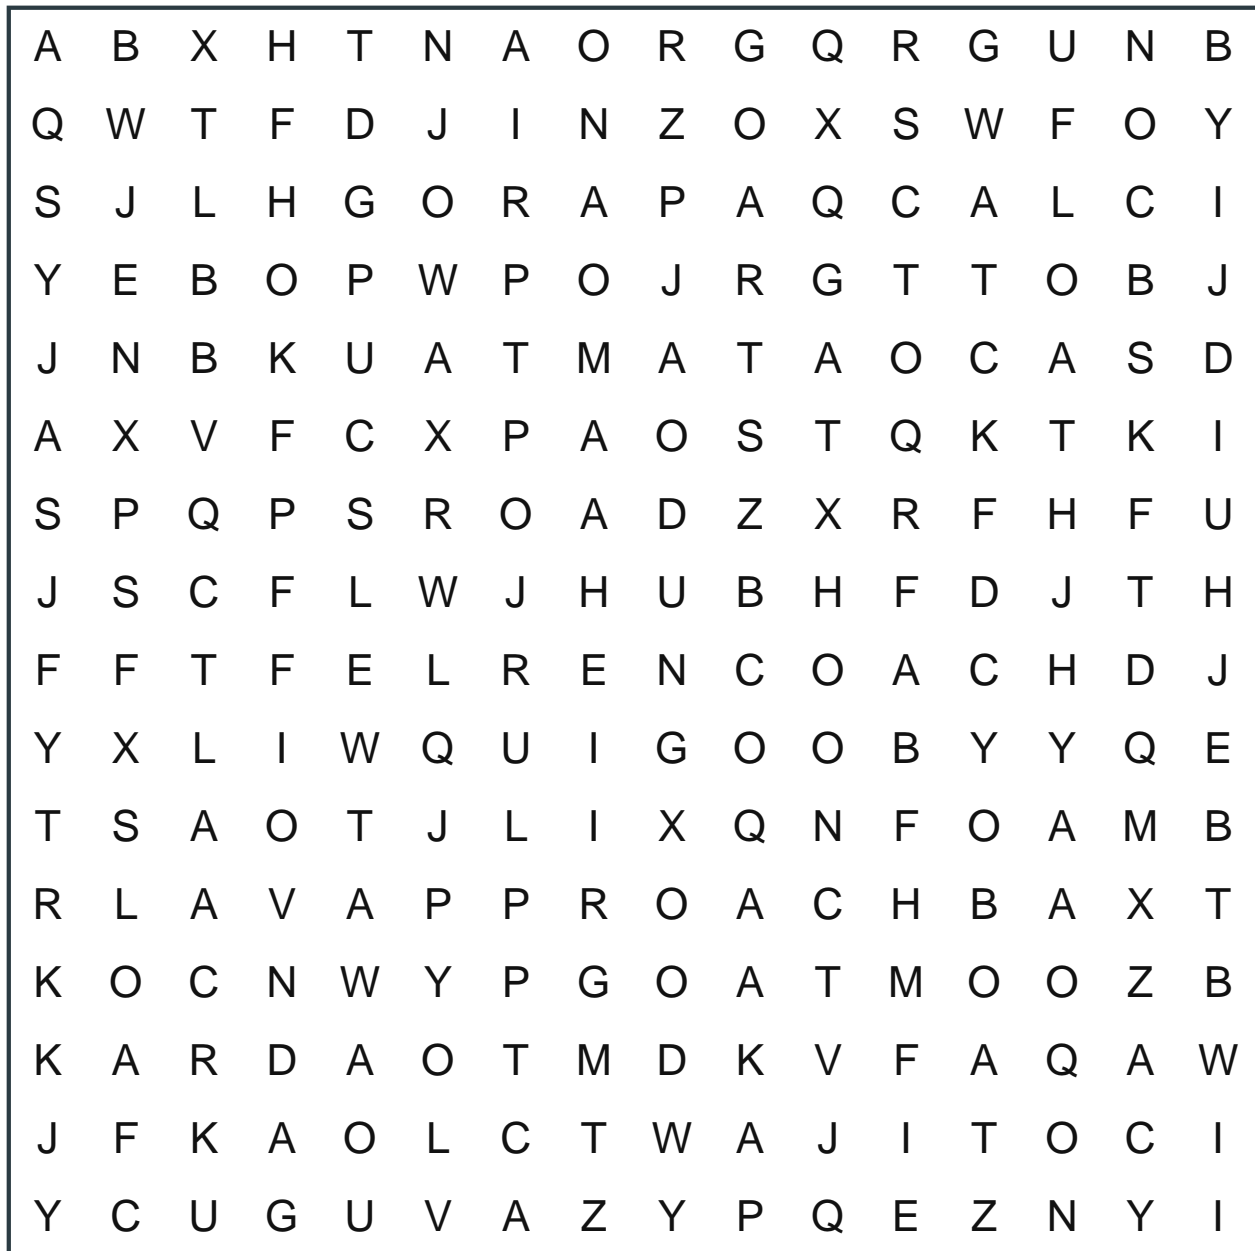 A B X H T N A O R G Q R G U N B
Q W T F D J I N Z O X S W F O Y
S J L H G O R A P A Q C A L C I
Y E B O P W P O J R G T T O B J
J N B K U A T M A T A O C A S D
A X V F C X P A O S T Q K T K I
S P Q P S R O A D Z X R F H F U
J S C F L W J H U B H F D J T H
F F T F E L R E N C O A C H D J
Y X L I W Q U I G O O B Y Y Q E
T S A O T J L I X Q N F O A M B
R L A V A P P R O A C H B A X T
K O C N W Y P G O A T M O O Z B
K A R D A O T M D K V F A Q A W
J F K A O L C T W A J I T O C I
Y C U G U V A Z Y P Q E Z N Y I